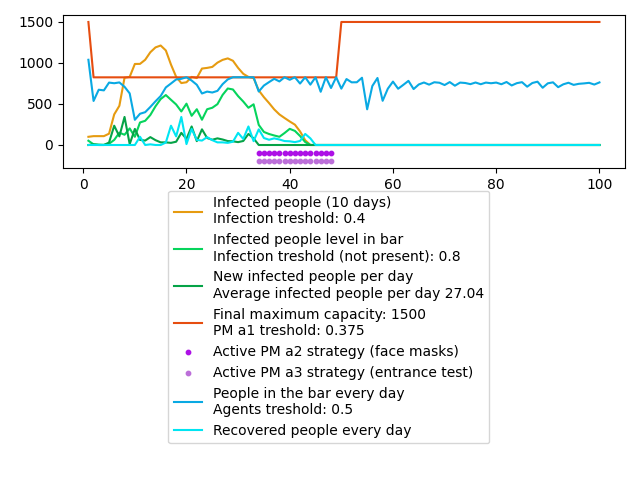 1500
1000
500
0
0 20 40 60 80 100
Infected people (10 days)
Infection treshold: 0.4
Infected people level in bar
Infection treshold (not present): 0.8
New infected people per day
Average infected people per day 27.04
Final maximum capacity: 1500
PM a1 treshold: 0.375
Active PM a2 strategy (face masks)
Active PM a3 strategy (entrance test)
People in the bar every day
Agents treshold: 0.5
Recovered people every day